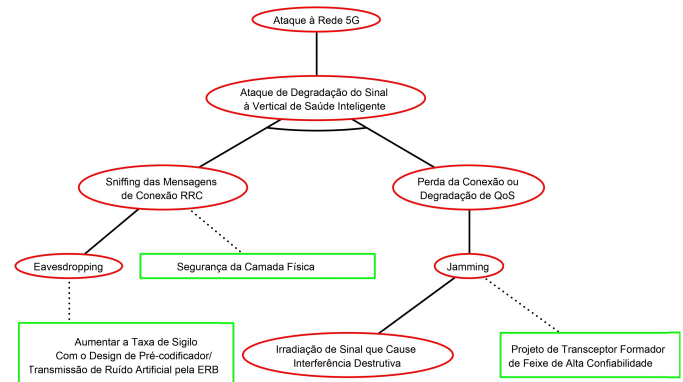 Ataque à Rede 5G
Ataque de Degradação do Sinal
à Vertical de Saúde Inteligente
Sniffing das Mensagens
de Conexão RRC
Perda da Conexão ou
Degradação de QoS
Eavesdropping
Segurança da Camada Física
Jamming
Aumentar a Taxa de Sigilo
Com o Design de Pré-codificador/
Transmissão de Ruído Artificial pela ERB
Irradiação de Sinal que Cause
Interferência Destrutiva
Projeto de Transceptor Formador
de Feixe de Alta Confiabilidade